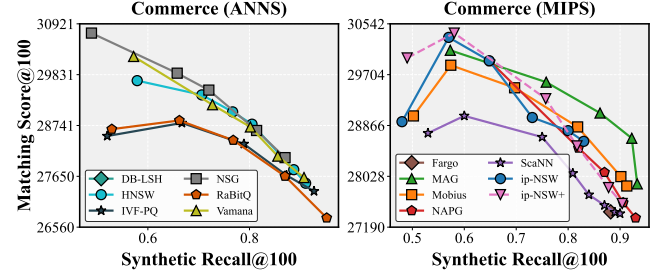 Commerce (ANNS)
30921
29831
28741
27650
26560
Matching Score@100
DB-LSH
HNSW
IVF-PQ
NSG
RaBitQ
Vamana
0.6
0.8
Synthetic Recall@100
Commerce (MIPS)
30542
29704
28866
28028
27190
Fargo
MAG
Mobius
NAPG
ScaNN
ip-NSW
ip-NSW+
0.5
0.6
0.7
0.8
0.9
Synthetic Recall@100